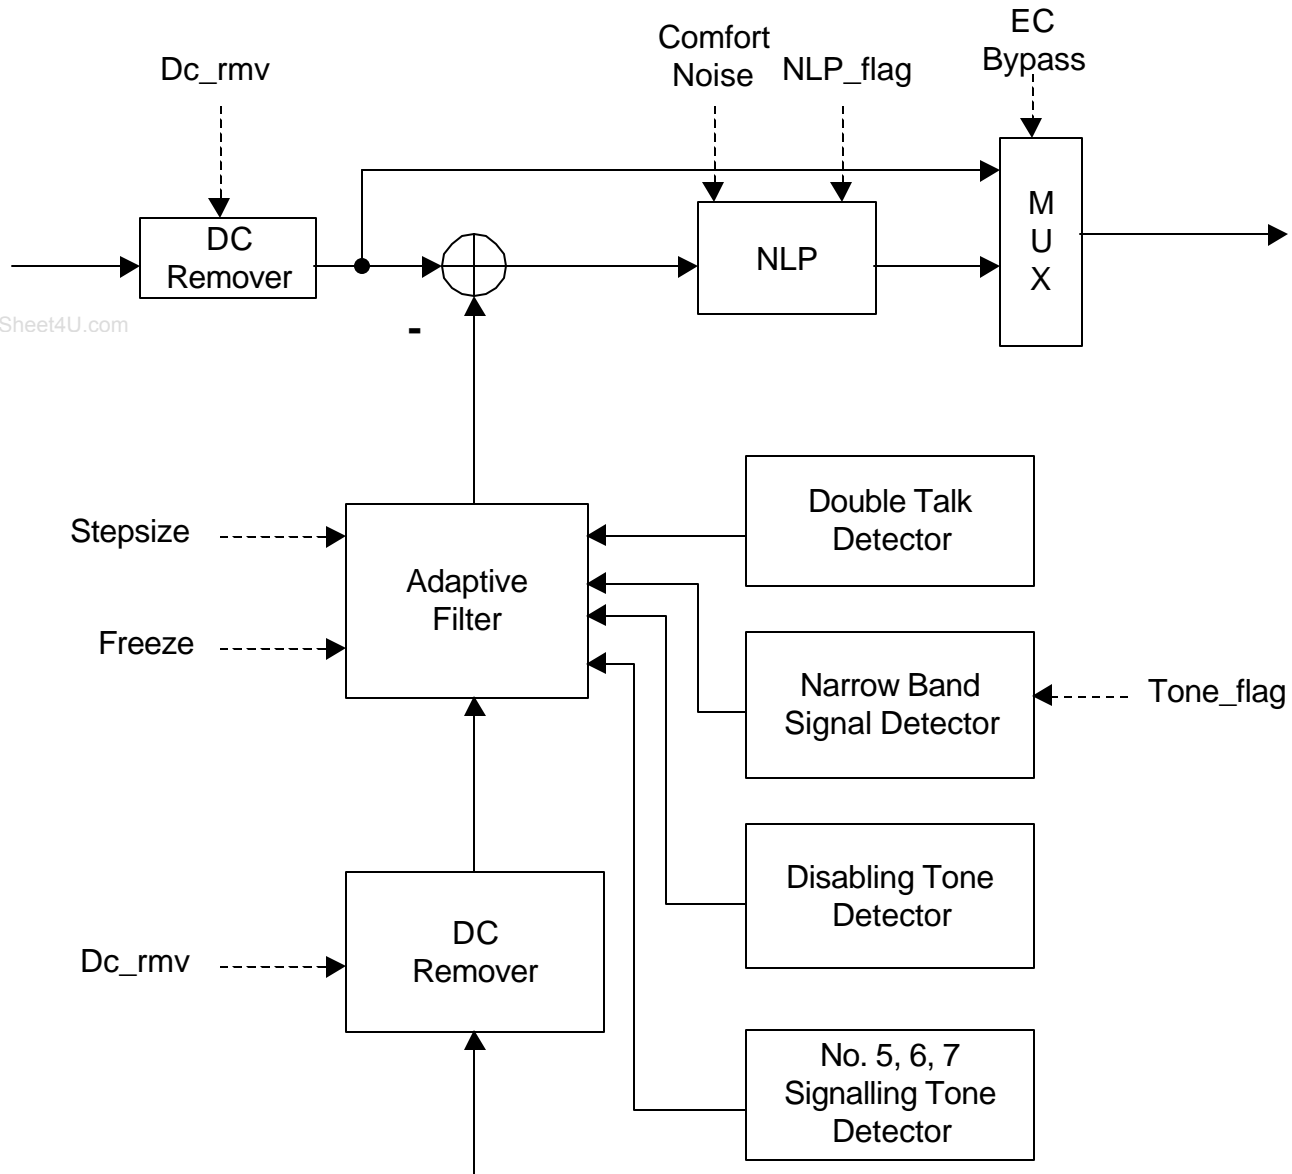 EC
Bypass
Comfort
Noise
NLP_flag
Dc_rmv
M
U
X
DC
Remover
NLP
Sheet4U.com
-
Double Talk
Detector
Stepsize
Adaptive
Filter
Freeze
Narrow Band
Signal Detector
Tone_flag
Disabling Tone
Detector
DC
Remover
Dc_rmv
No. 5, 6, 7
Signalling Tone
Detector